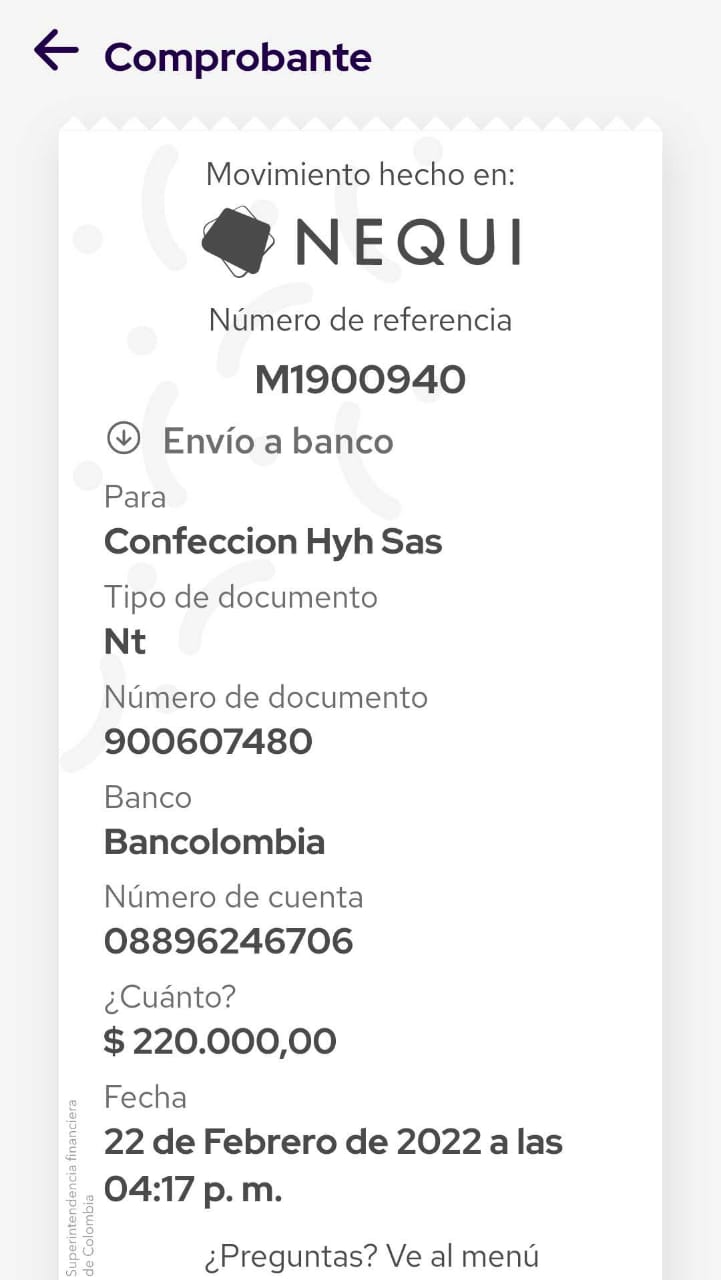 Comprobante
Movimiento hecho en:
NEQUI
Número de referencia
M1900940
Envío a banco
Para
Confeccion Hyh Sas
Tipo de documento
Nt
Número de documento
900607480
Banco
Bancolombia
Número de cuenta
08896246706
¿Cuánto?
$ 220.000,00
Fecha
22 de Febrero de 2022 a las
04:17 p. m.
¿Preguntas? Ve al menú
Superintendencia financiera
de Colombia